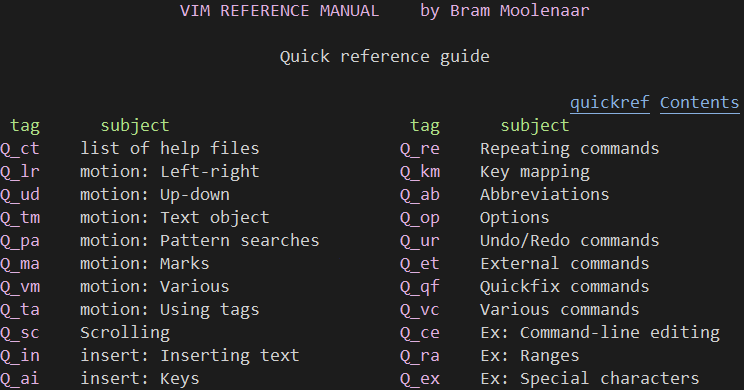 VIM REFERENCE MANUAL by Bram Moolenaar
Quick reference guide
quickref Contents
tag subject tag subject
Q_ct list of help files Q_re Repeating commands
Q_lr motion: Left-right Q_km Key mapping
Q_ud motion: Up-down Q_ab Abbreviations
Q_tm motion: Text object Q_op Options
Q_pa motion: Pattern searches Q_ur Undo/Redo commands
Q_ma motion: Marks Q_et External commands
Q_vm motion: Various Q_qf Quickfix commands
Q_ta motion: Using tags Q_vc Various commands
Q_sc Scrolling Q_ce Ex: Command-line editing
Q_in insert: Inserting text Q_ra Ex: Ranges
Q_ai insert: Keys Q_ex Ex: Special characters